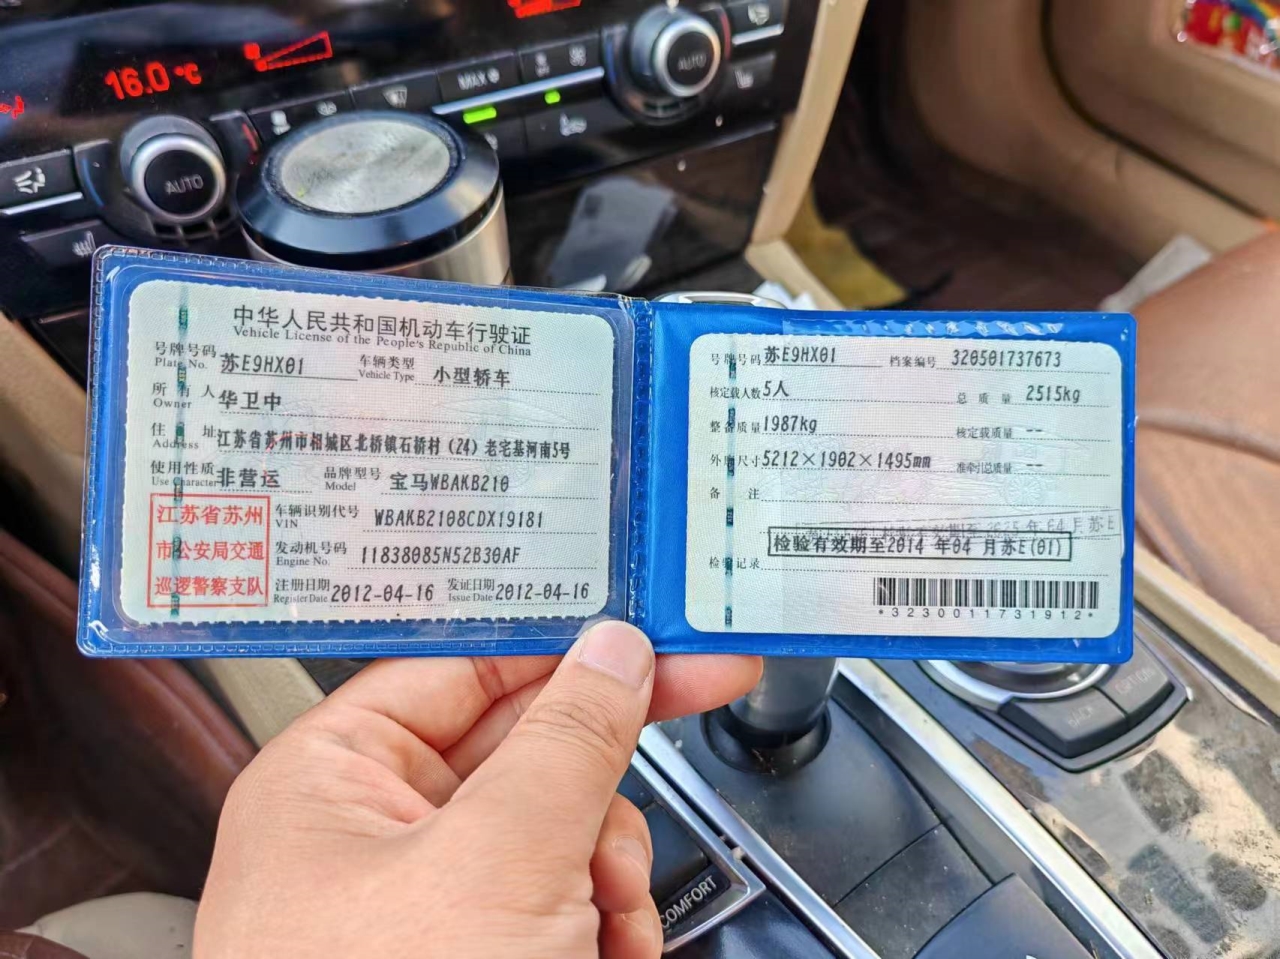 16.0 °C
AUTO
MAX
AUTO
中华人民共和国机动车行驶证
Vehicle License of the People's Republic of China
号牌号码 苏E9HX01 车辆类型 小型轿车
Plate No. Vehicle Type
所有人 华卫中
Owner
住址 江苏省苏州市相城区北桥镇石桥村(24)老宅基河南5号
Address
使用性质 非营运 品牌型号 宝马WBAKB210
Use Character Model
江苏省苏州
市公安局交通
巡逻警察支队
车辆识别代号 WBAKB2108CDX19181
VIN
发动机号码 11838085N52B30AF
Engine No.
注册日期 2012-04-16 发证日期 2012-04-16
Register Date Issue Date
号牌号码 苏E9HX01 档案编号 320501737673
核定载人数 5人 总质量 2515kg
整备质量 1987kg 核定载质量 --
外廓尺寸 5212×1902×1495mm 准牵引总质量 --
备注
年04月苏E
检验有效期至2014 年04 月苏E(01)
检验记录
*3230011731912*
BACK
OPTION
COMFORT